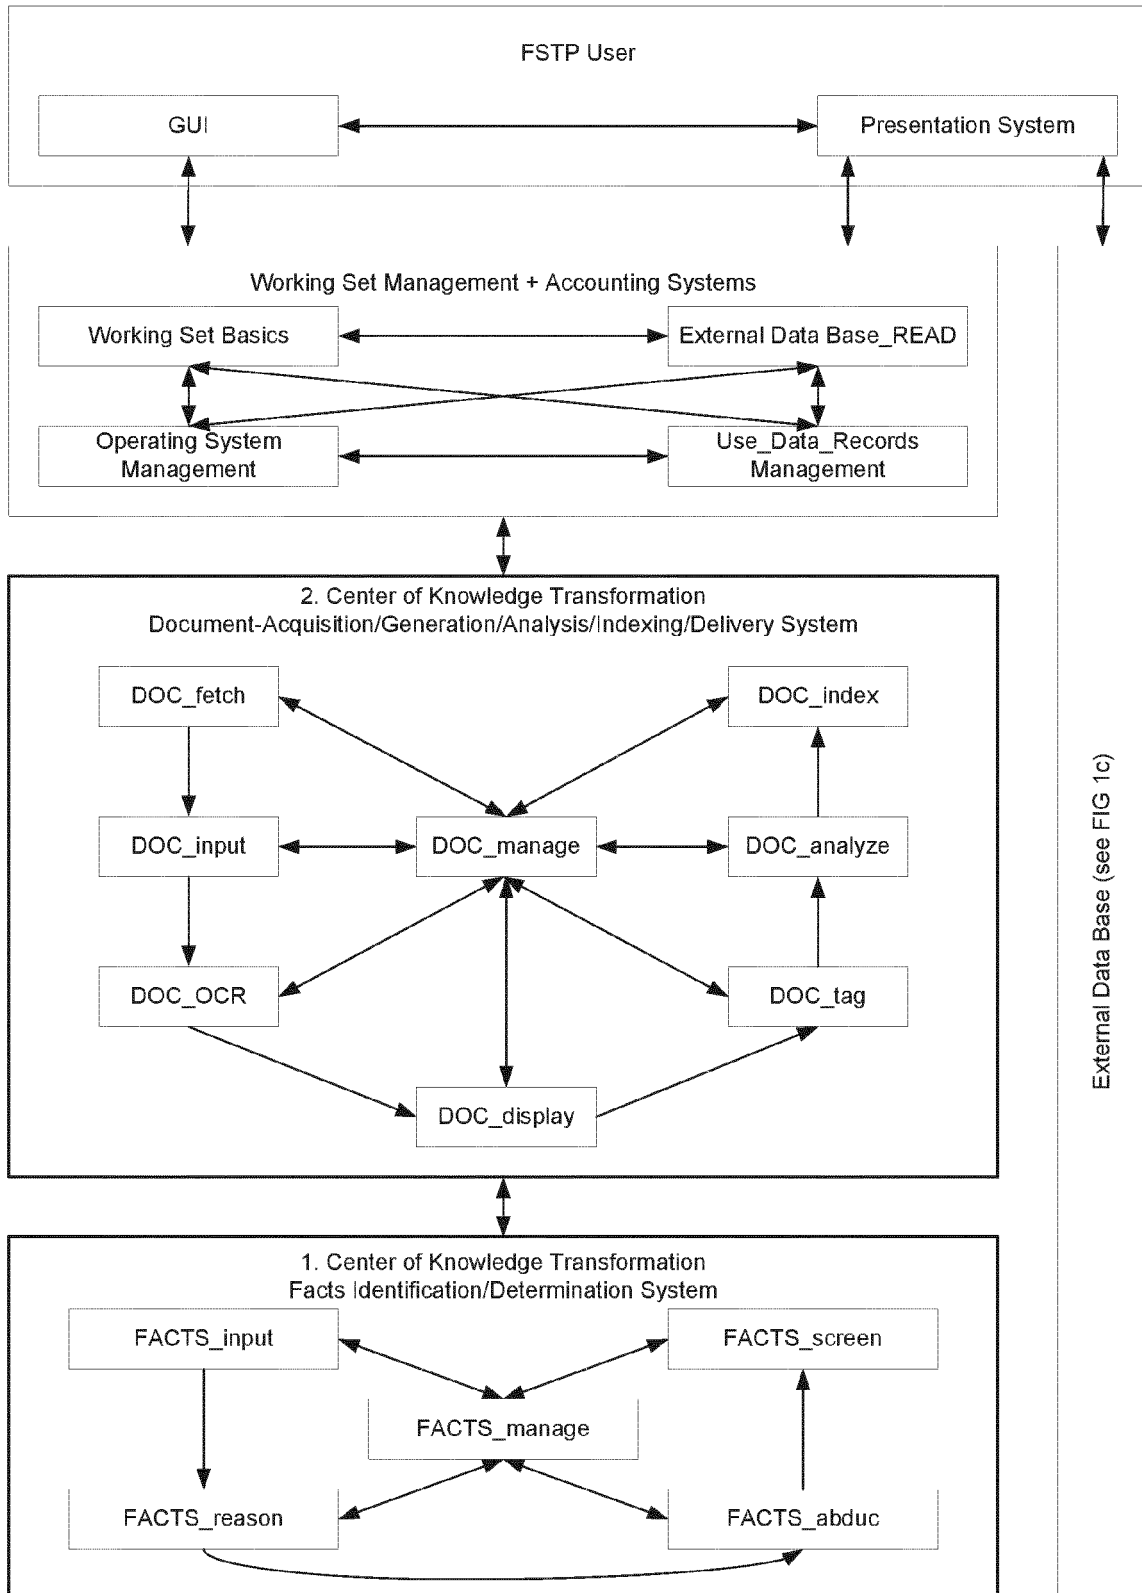 FSTP User
GUI
Presentation System
Working Set Management + Accounting Systems
Working Set Basics
External Data Base_READ
Operating System
Management
Use_Data_Records
Management
2. Center of Knowledge Transformation
Document-Acquisition/Generation/Analysis/Indexing/Delivery System
DOC_fetch
DOC_index
DOC_input
DOC_manage
DOC_analyze
DOC_OCR
DOC_tag
DOC_display
External Data Base (see FIG 1c)
1. Center of Knowledge Transformation
Facts Identification/Determination System
FACTS_input
FACTS_screen
FACTS_manage
FACTS_reason
FACTS_abduc